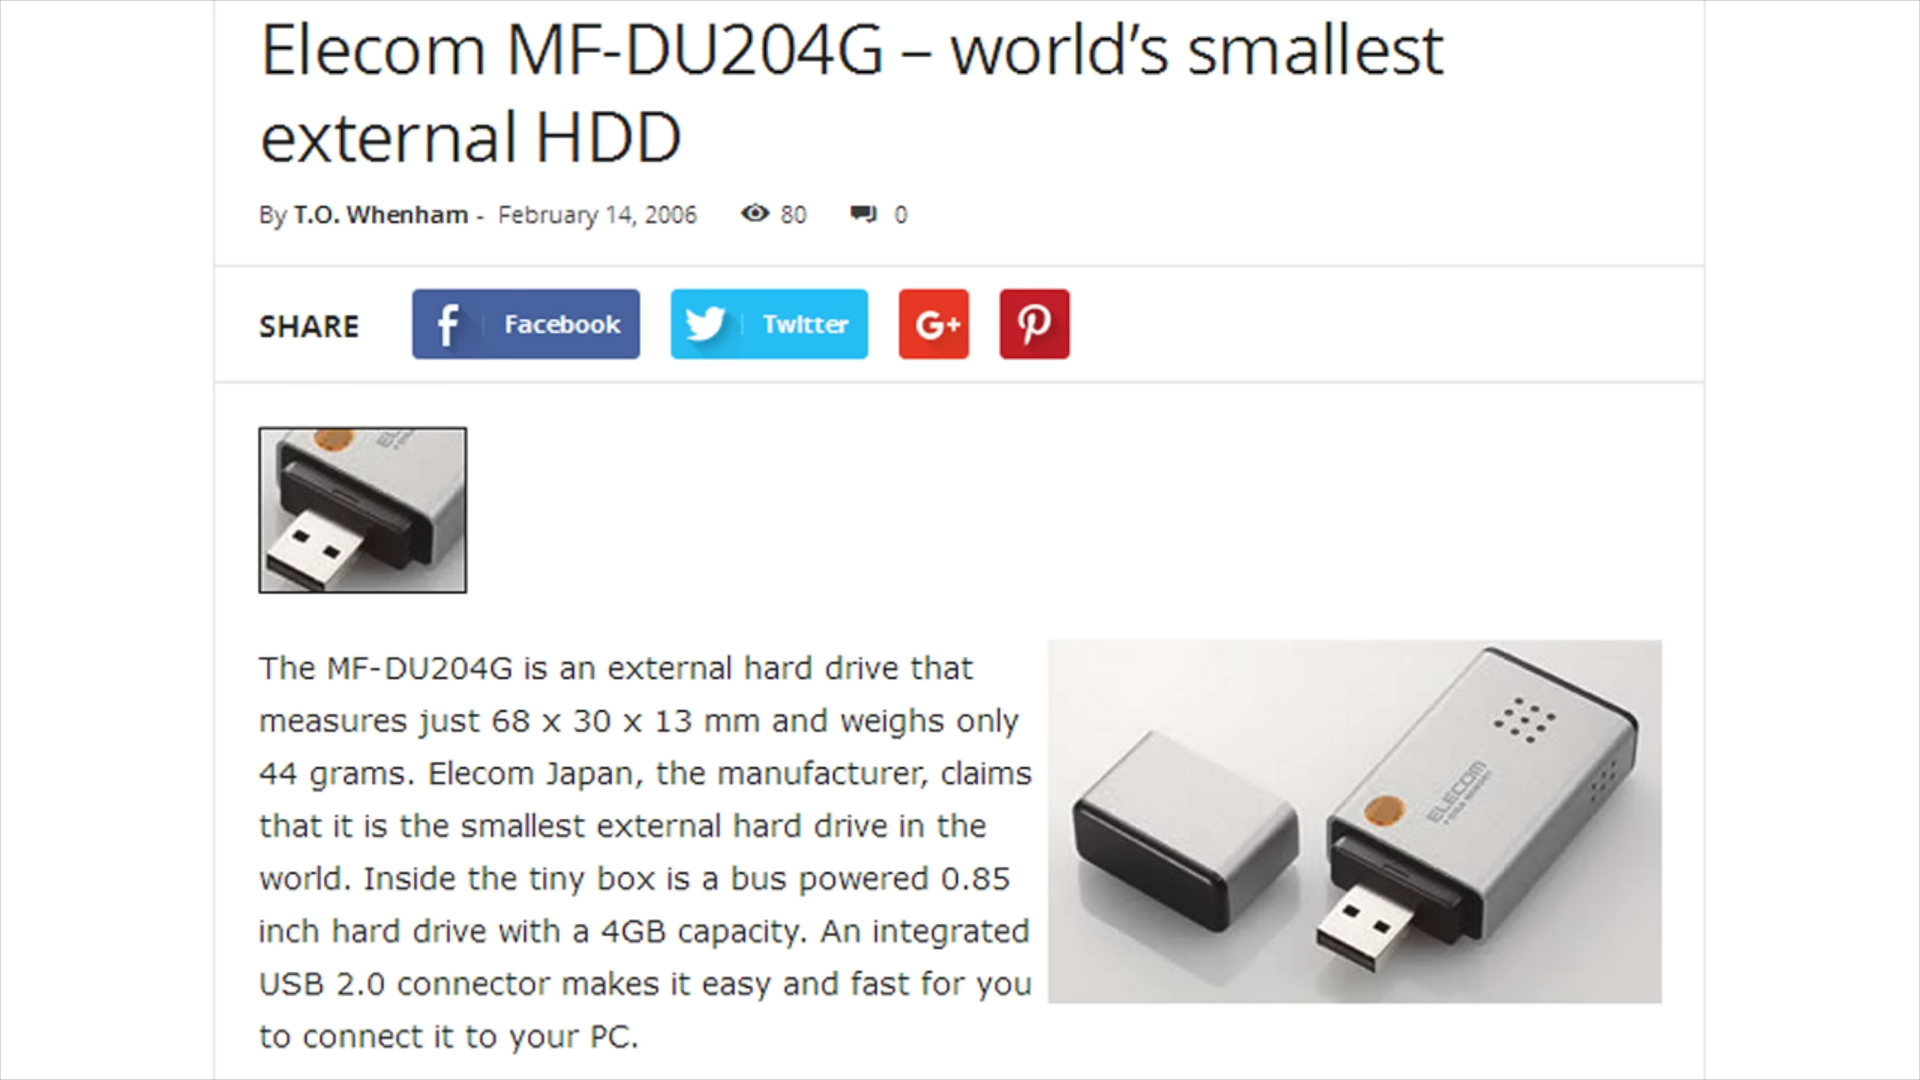 Elecom MF-DU204G – world’s smallest
external HDD
By T.O. Whenham - February 14, 2006 80 0
SHARE Facebook Twitter G+
The MF-DU204G is an external hard drive that
measures just 68 x 30 x 13 mm and weighs only
44 grams. Elecom Japan, the manufacturer, claims
that it is the smallest external hard drive in the
world. Inside the tiny box is a bus powered 0.85
inch hard drive with a 4GB capacity. An integrated
USB 2.0 connector makes it easy and fast for you
to connect it to your PC.
ELECOM